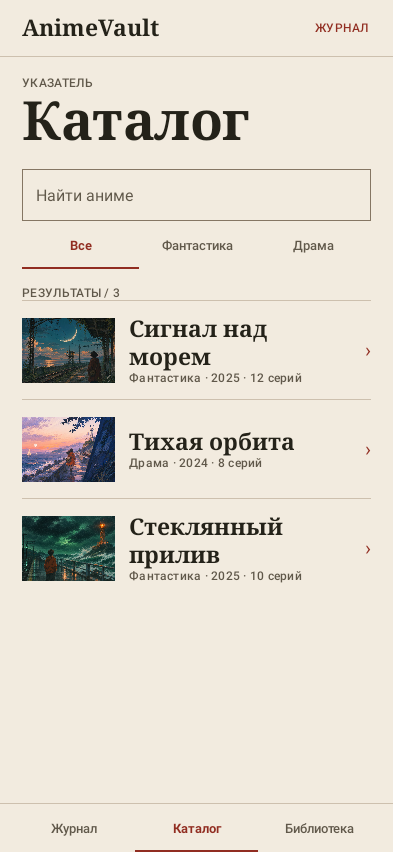 AnimeVault
ЖУРНАЛ
УКАЗАТЕЛЬ
Каталог
Найти аниме
Все
Фантастика
Драма
РЕЗУЛЬТАТЫ / 3
Сигнал над
морем
Фантастика · 2025 · 12 серий
›
Тихая орбита
Драма · 2024 · 8 серий
›
Стеклянный
прилив
Фантастика · 2025 · 10 серий
›
Журнал
Каталог
Библиотека